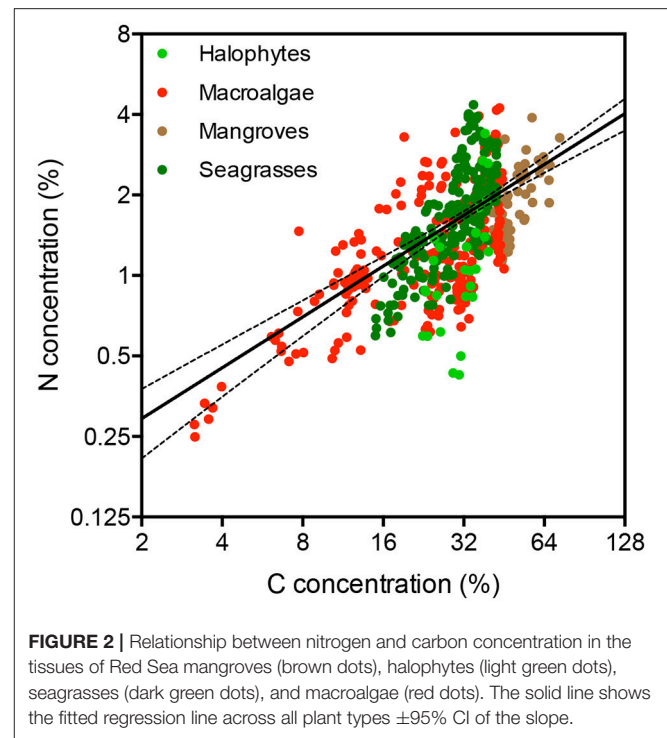 8
Halophytes
Macroalgae
4
Mangroves
Seagrasses
2
1
0.5
0.25
0.125
N concentration (%)
2 4 8 16 32 64 128
C concentration (%)
FIGURE 2 | Relationship between nitrogen and carbon concentration in the
tissues of Red Sea mangroves (brown dots), halophytes (light green dots),
seagrasses (dark green dots), and macroalgae (red dots). The solid line shows
the fitted regression line across all plant types ±95% CI of the slope.